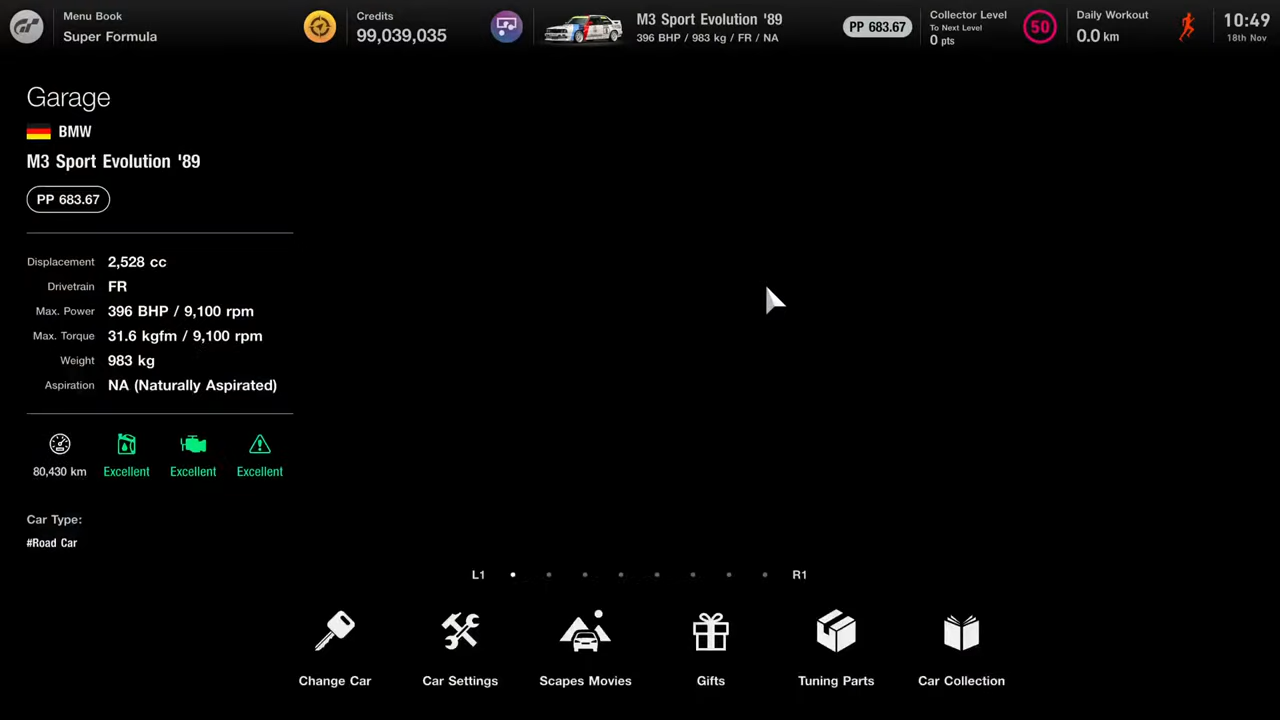 Menu Book
Super Formula
Credits
99,039,035
M3 Sport Evolution '89
396 BHP / 983 kg / FR / NA
PP 683.67
Collector Level
To Next Level
0 pts
50
Daily Workout
0.0 km
10:49
18th Nov
Garage
BMW
M3 Sport Evolution '89
PP 683.67
Displacement 2,528 cc
Drivetrain FR
Max. Power 396 BHP / 9,100 rpm
Max. Torque 31.6 kgfm / 9,100 rpm
Weight 983 kg
Aspiration NA (Naturally Aspirated)
80,430 km Excellent Excellent Excellent
Car Type:
#Road Car
L1 R1
Change Car Car Settings Scapes Movies Gifts Tuning Parts Car Collection